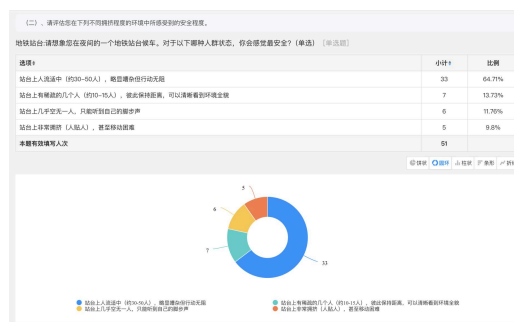 （二）、请评估您在下列不同拥挤程度的环境中所感受到的安全程度。
地铁站台:请想象您在夜间的一个地铁站台候车。对于以下哪种人群状态，你会感觉最安全？（单选） [单选题]
选项 小计 比例
站台上人流适中（约30-50人），略显嘈杂但行动无阻 33 64.71%
站台上有稀疏的几个人（约10-15人），彼此保持距离，可以清晰看到环境全貌 7 13.73%
站台上几乎空无一人，只能听到自己的脚步声 6 11.76%
站台上非常拥挤（人贴人），甚至移动困难 5 9.8%
本题有效填写人次 51
饼状 圆环 柱状 条形 折线
5
6
7
33
站台上人流适中（约30-50人），略显嘈杂但行动无阻 站台上有稀疏的几个人（约10-15人），彼此保持距离，可以清晰看到环境全貌
站台上几乎空无一人，只能听到自己的脚步声 站台上非常拥挤（人贴人），甚至移动困难